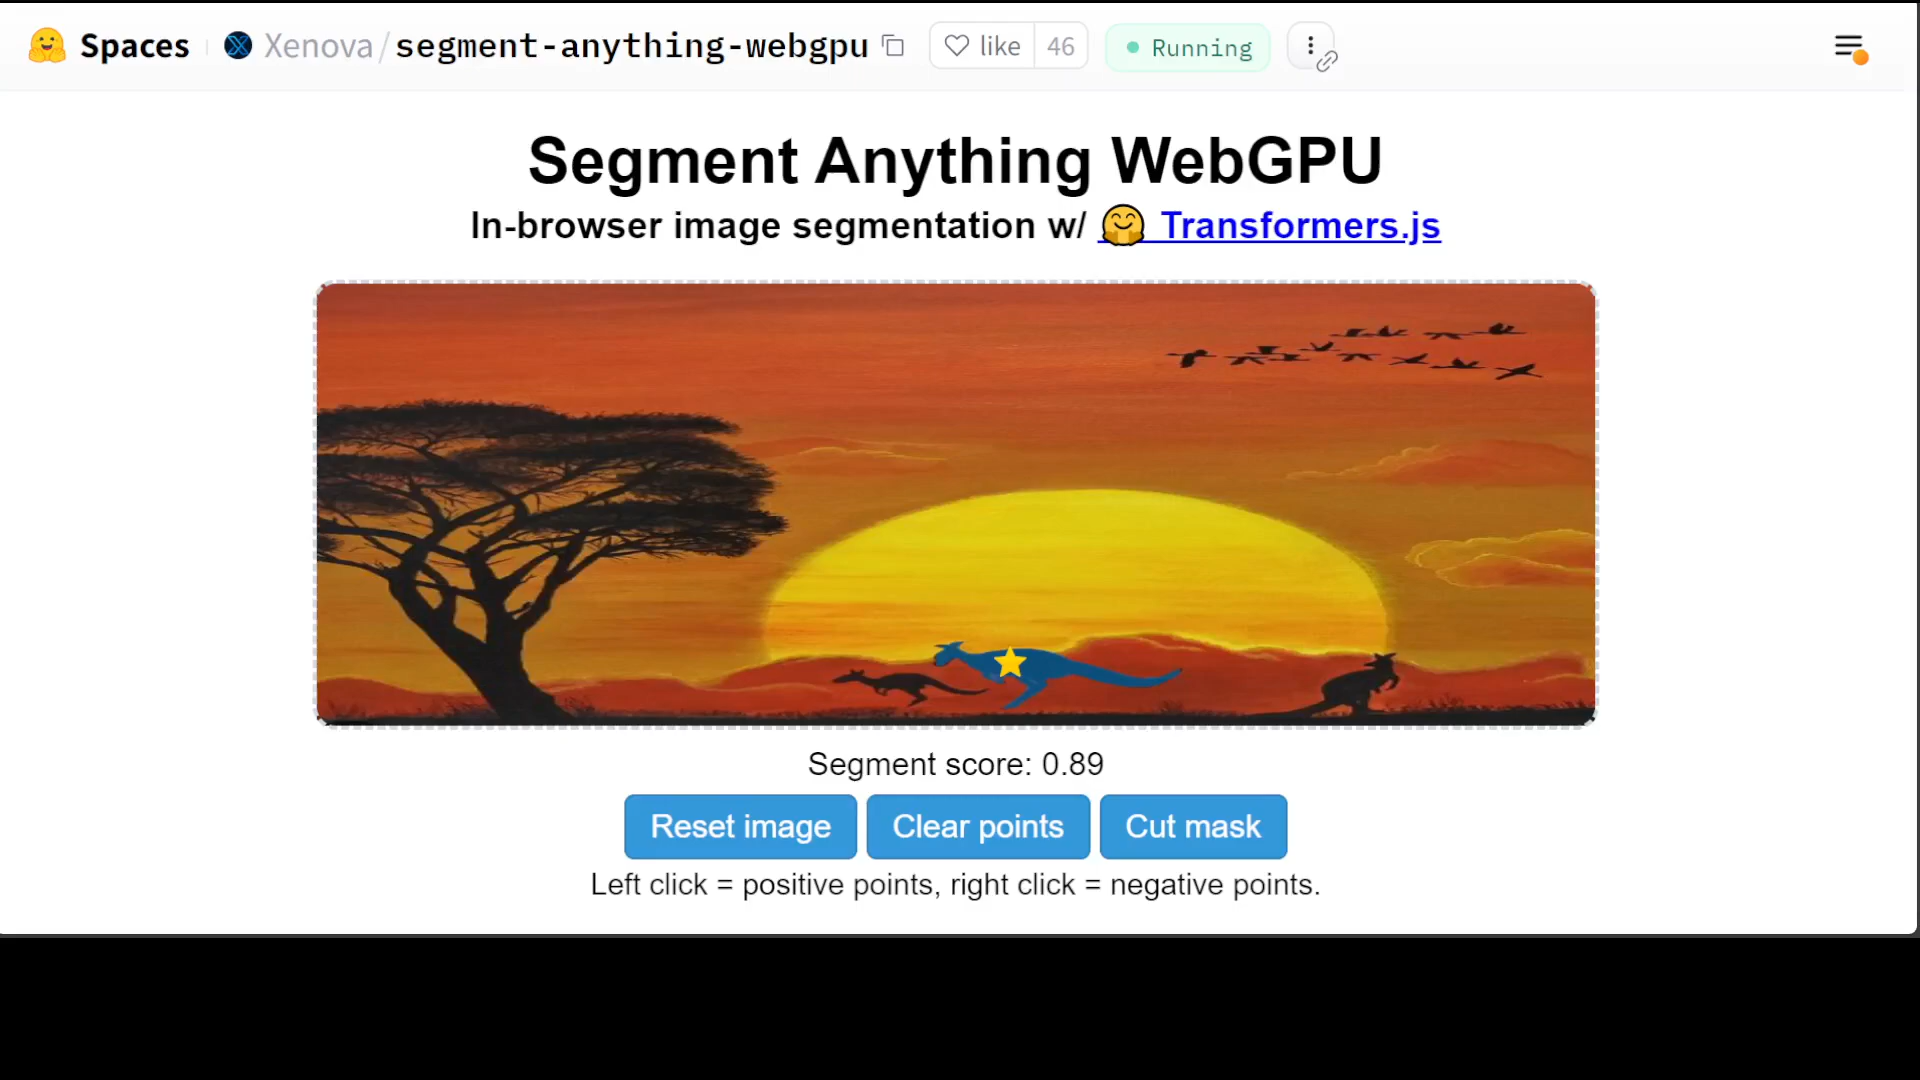 Spaces Xenova/segment-anything-webgpu like 46 Running
Segment Anything WebGPU
In-browser image segmentation w/ 🤗 Transformers.js
Segment score: 0.89
Reset image Clear points Cut mask
Left click = positive points, right click = negative points.